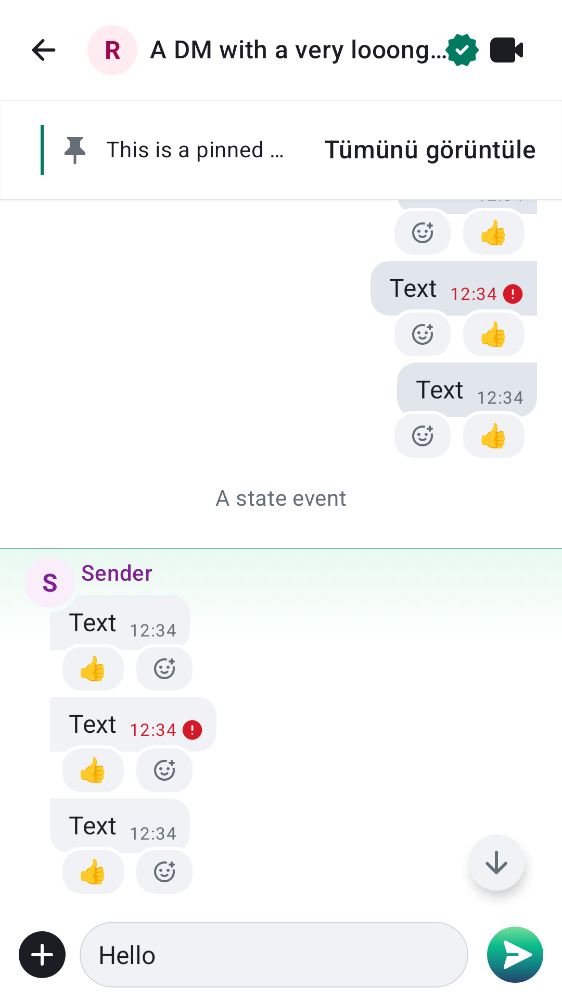 R
A DM with a very looong…
This is a pinned …
Tümünü görüntüle
Text 12:34
Text 12:34
A state event
S
Sender
Text 12:34
Text 12:34
Text 12:34
Hello